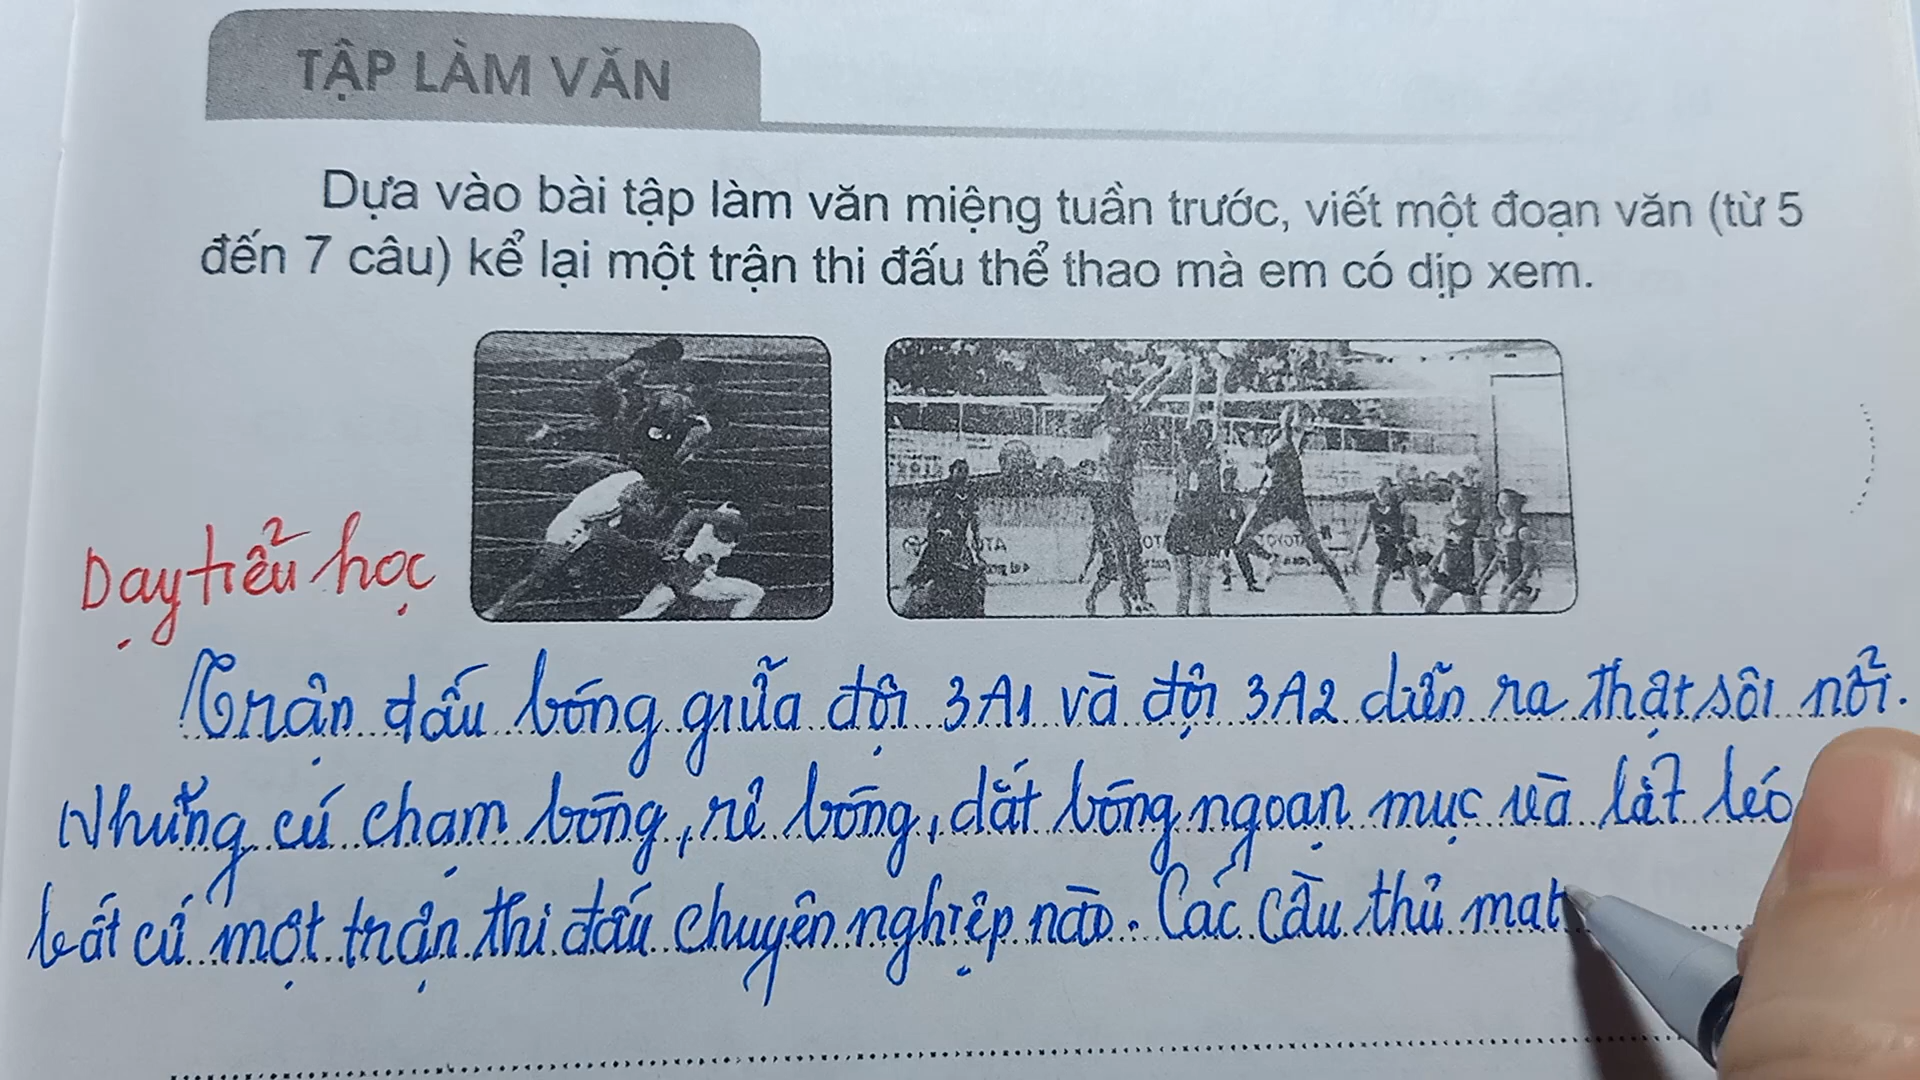 TẬP LÀM VĂN
Dựa vào bài tập làm văn miệng tuần trước, viết một đoạn văn (từ 5
đến 7 câu) kể lại một trận thi đấu thể thao mà em có dịp xem.
Dạy tiểu học
Trận đấu bóng giữa đội 3A1 và đội 3A2 diễn ra thật sôi nổi.
Những cú chạm bóng, rê bóng, dắt bóng ngoạn mục và lắt léo
bất cứ một trận thi đấu chuyên nghiệp nào. Các cầu thủ mat